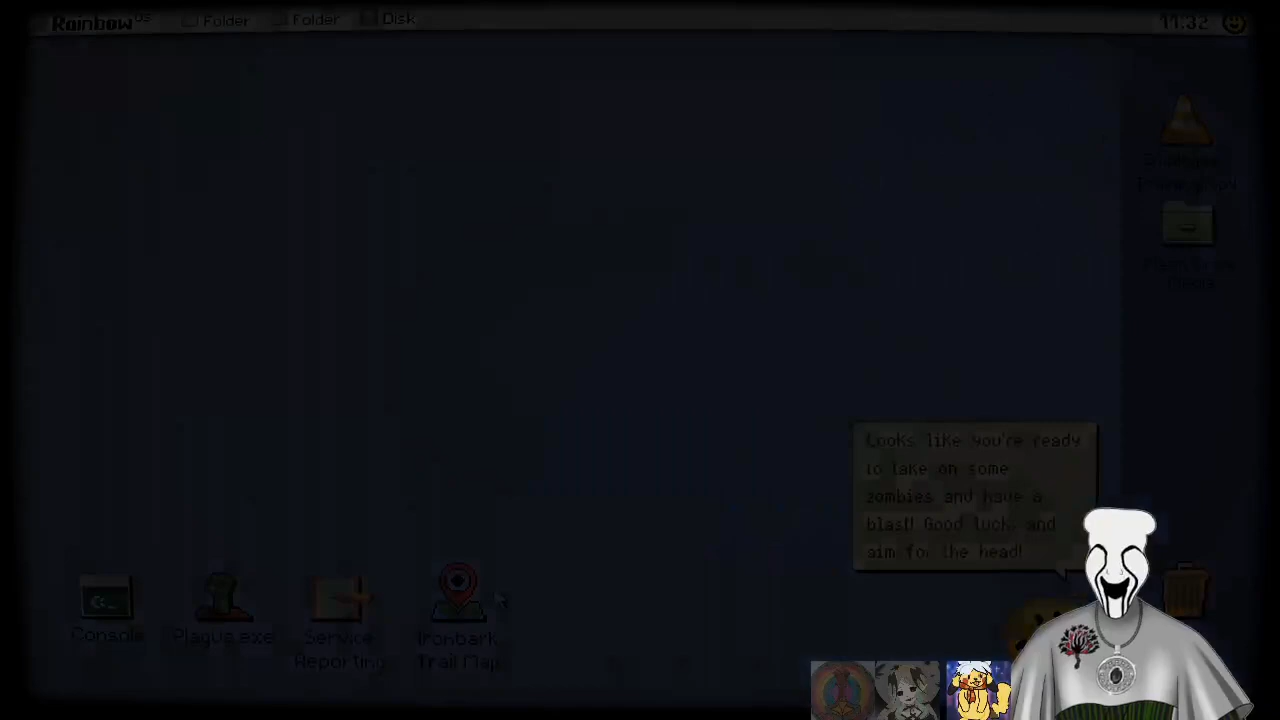 Rainbow OS Folder Folder Disk 11:32
Looks like you're ready
to take on some
zombies and have a
blast! Good luck, and
aim for the head!
Console Plague.exe Service
Reporting
Ironbark
Trail Map